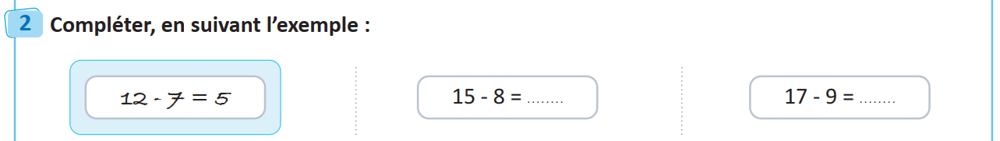 2 Compléter, en suivant l'exemple :
12 - 7 = 5 15 - 8 = ........ 17 - 9 = ........